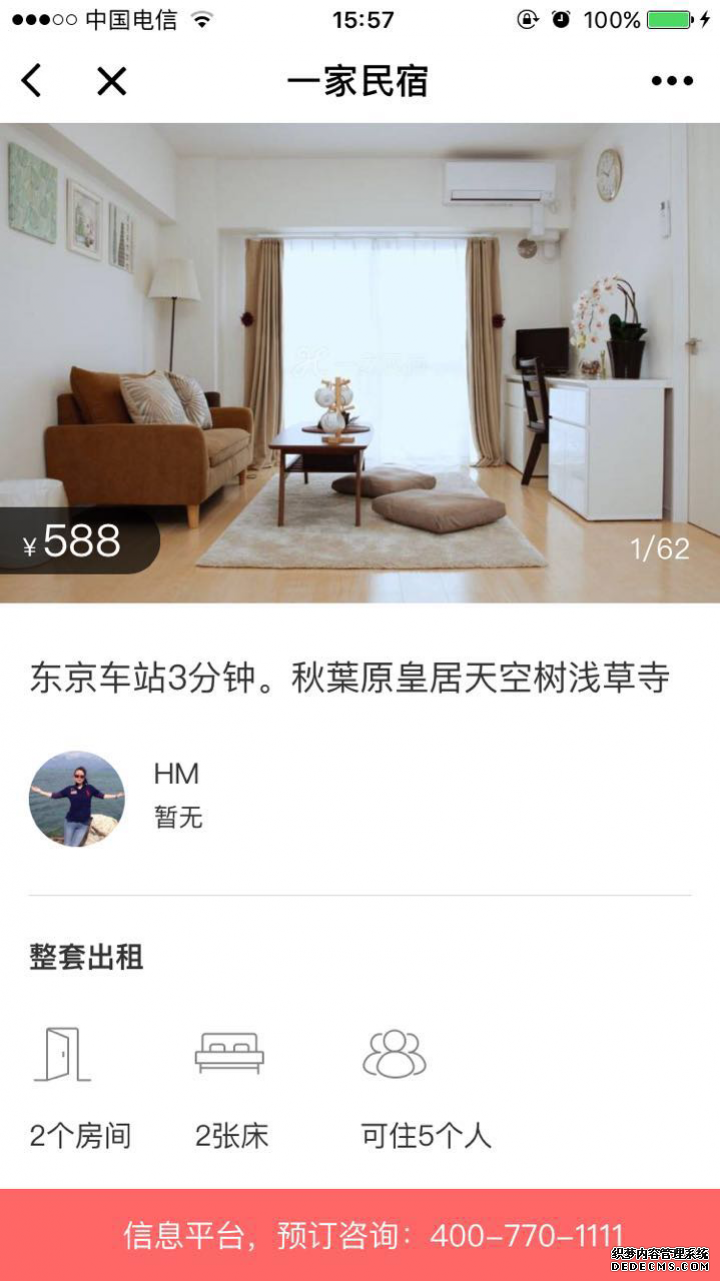 中国电信 15:57 100%
一家民宿
¥588
1/62
东京车站3分钟。秋葉原皇居天空树浅草寺
HM
暂无
整套出租
2个房间 2张床 可住5个人
信息平台，预订咨询：400-770-1111
织梦内容管理系统
DEDECMS.COM